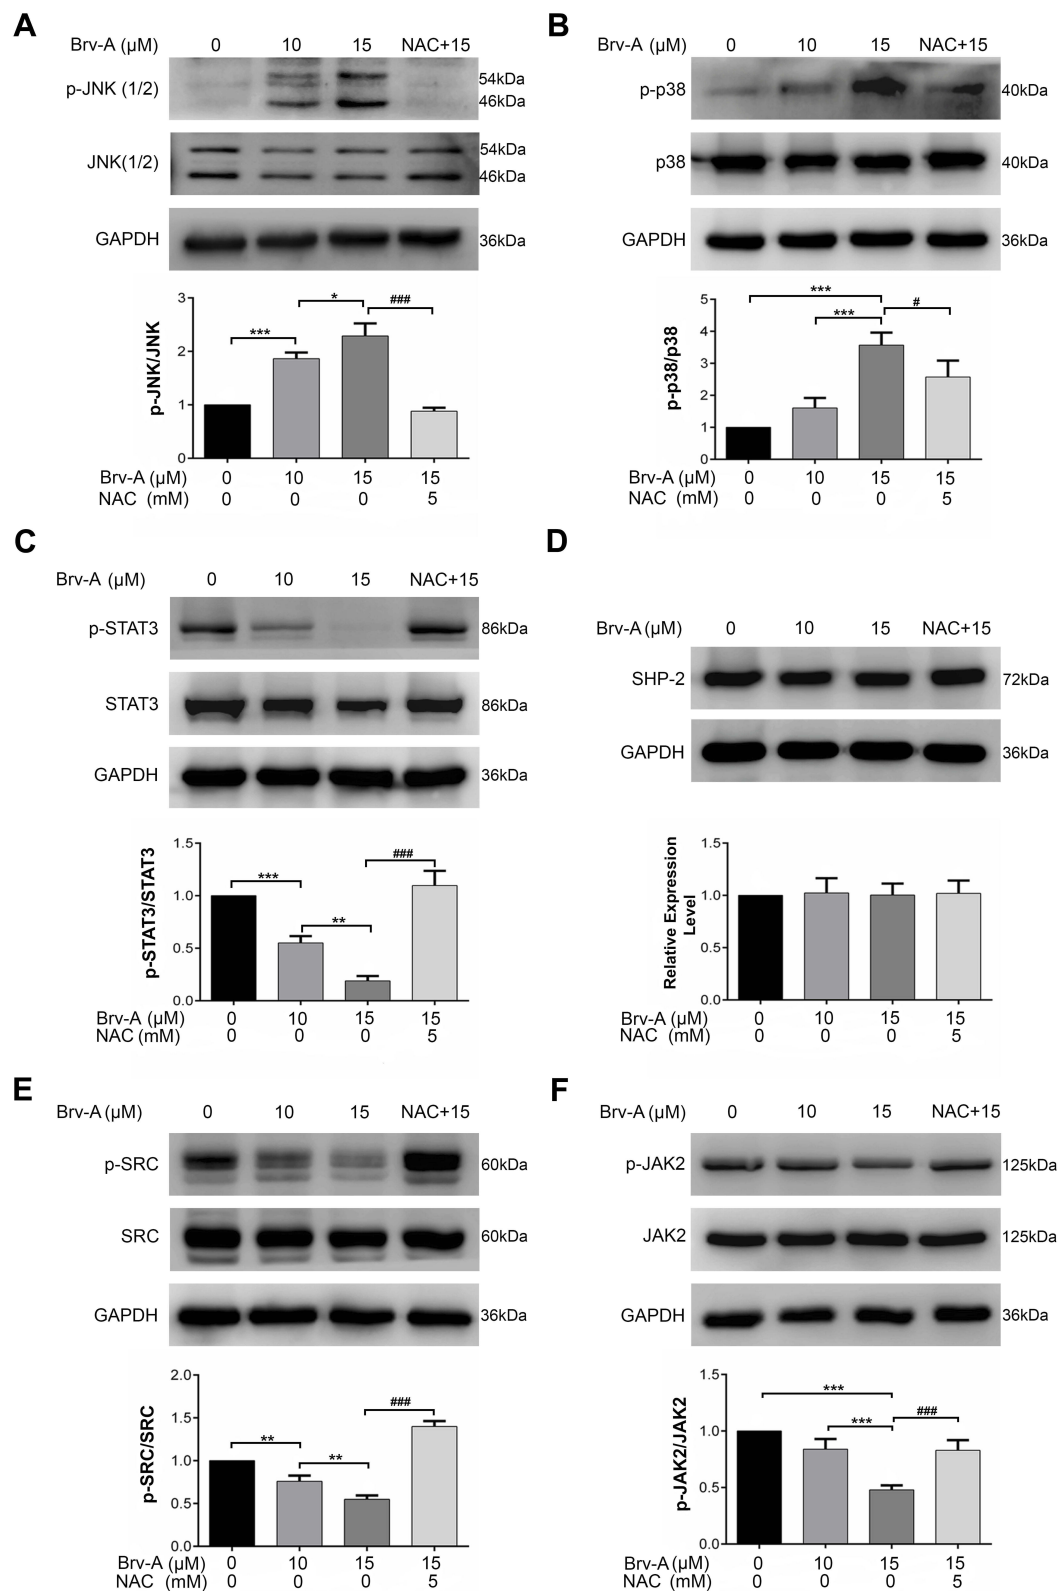 A
Brv-A (μM) 0 10 15 NAC+15
p-JNK (1/2) 54kDa
46kDa
JNK(1/2) 54kDa
46kDa
GAPDH 36kDa
3
2
1
0
p-JNK/JNK
*** * ###
Brv-A (μM) 0 10 15 15
NAC (mM) 0 0 0 5
B
Brv-A (μM) 0 10 15 NAC+15
p-p38 40kDa
p38 40kDa
GAPDH 36kDa
5
4
3
2
1
0
p-p38/p38
*** *** #
Brv-A (μM) 0 10 15 15
NAC (mM) 0 0 0 5
C
Brv-A (μM) 0 10 15 NAC+15
p-STAT3 86kDa
STAT3 86kDa
GAPDH 36kDa
1.5
1.0
0.5
0.0
p-STAT3/STAT3
*** ** ###
Brv-A (μM) 0 10 15 15
NAC (mM) 0 0 0 5
D
Brv-A (μM) 0 10 15 NAC+15
SHP-2 72kDa
GAPDH 36kDa
1.5
1.0
0.5
0.0
Relative Expression
Level
Brv-A (μM) 0 10 15 15
NAC (mM) 0 0 0 5
E
Brv-A (μM) 0 10 15 NAC+15
p-SRC 60kDa
SRC 60kDa
GAPDH 36kDa
2.0
1.5
1.0
0.5
0.0
p-SRC/SRC
** ** ###
Brv-A (μM) 0 10 15 15
NAC (mM) 0 0 0 5
F
Brv-A (μM) 0 10 15 NAC+15
p-JAK2 125kDa
JAK2 125kDa
GAPDH 36kDa
1.5
1.0
0.5
0.0
p-JAK2/JAK2
*** *** ###
Brv-A (μM) 0 10 15 15
NAC (mM) 0 0 0 5